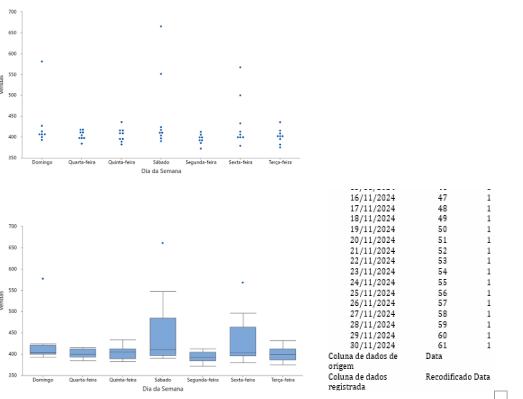 700
650
600
550
500
450
400
350
Vendas
Domingo Quarta-feira Quinta-feira Sábado Segunda-feira Sexta-feira Terça-feira
Dia da Semana
700
650
600
550
500
450
400
350
Vendas
Domingo Quarta-feira Quinta-feira Sábado Segunda-feira Sexta-feira Terça-feira
Dia da Semana
16/11/2024 47 1
17/11/2024 48 1
18/11/2024 49 1
19/11/2024 50 1
20/11/2024 51 1
21/11/2024 52 1
22/11/2024 53 1
23/11/2024 54 1
24/11/2024 55 1
25/11/2024 56 1
26/11/2024 57 1
27/11/2024 58 1
28/11/2024 59 1
29/11/2024 60 1
30/11/2024 61 1
Coluna de dados de Data
origem
Coluna de dados Recodificado Data
registrada